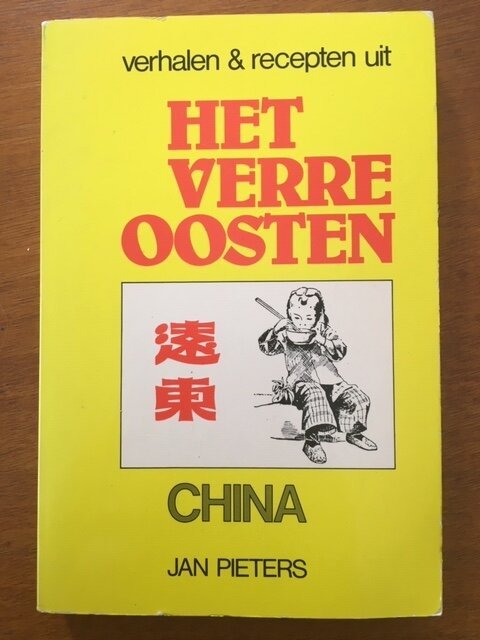 verhalen & recepten uit
HET
VERRE
OOSTEN
遠
東
CHINA
JAN PIETERS